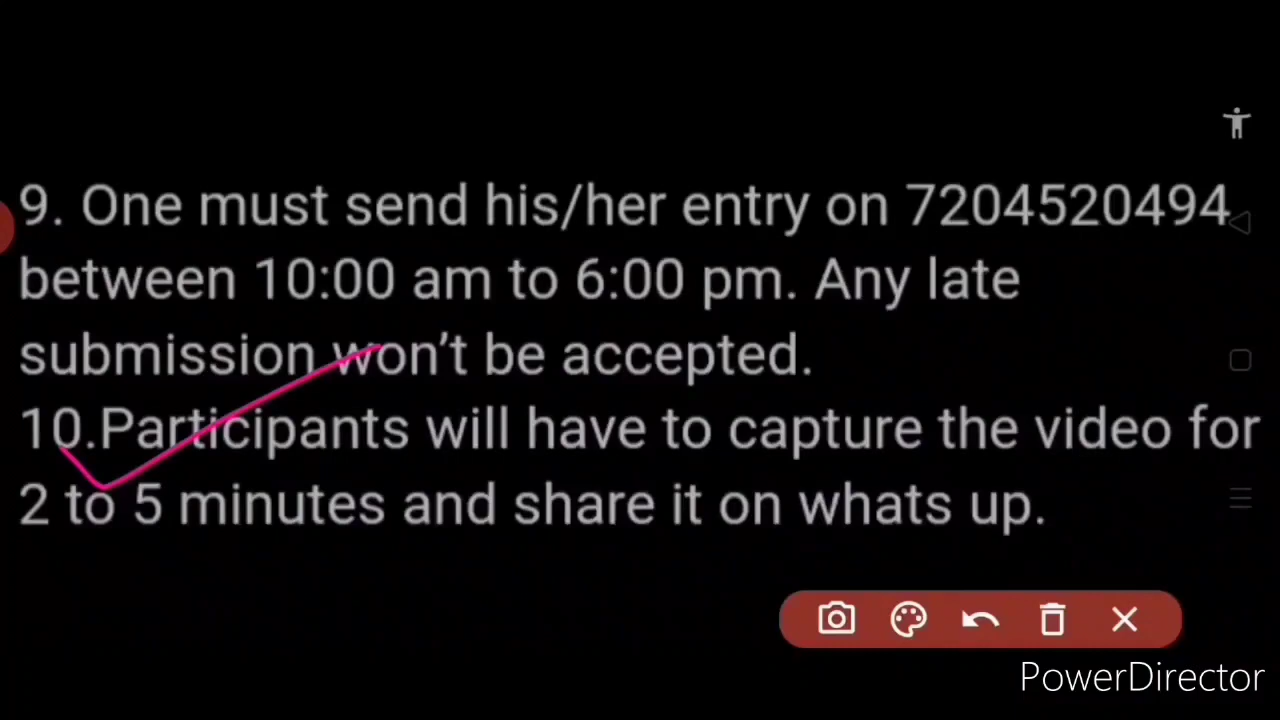 9. One must send his/her entry on 7204520494
between 10:00 am to 6:00 pm. Any late
submission won't be accepted.
10.Participants will have to capture the video for
2 to 5 minutes and share it on whats up.
PowerDirector